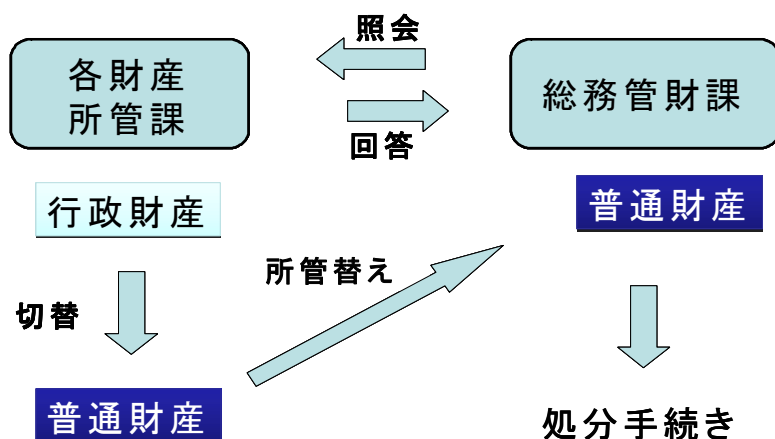 照会
各財産
所管課
総務管財課
回答
行政財産
普通財産
所管替え
切替
普通財産
処分手続き